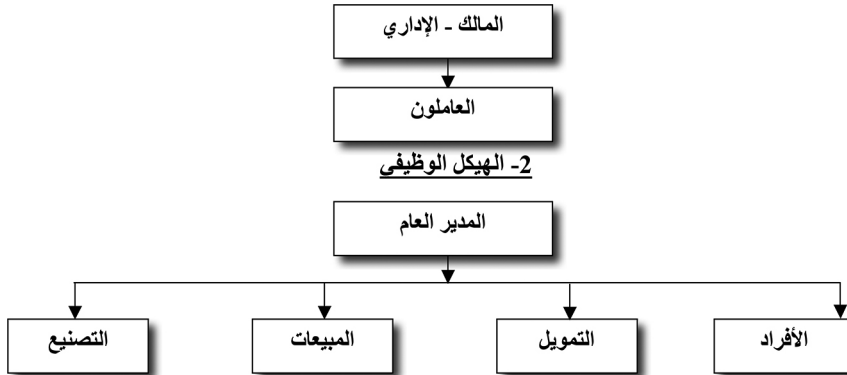 المالك - الإداري
العاملون
2- الهيكل الوظيفي
المدير العام
الأفراد
التمويل
المبيعات
التصنيع